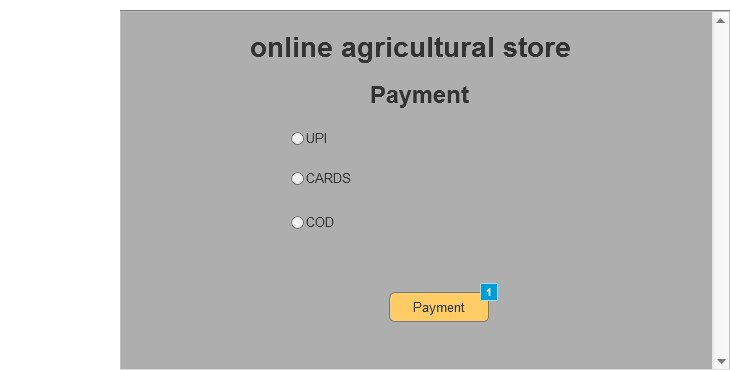 online agricultural store
Payment
UPI
CARDS
COD
1
Payment